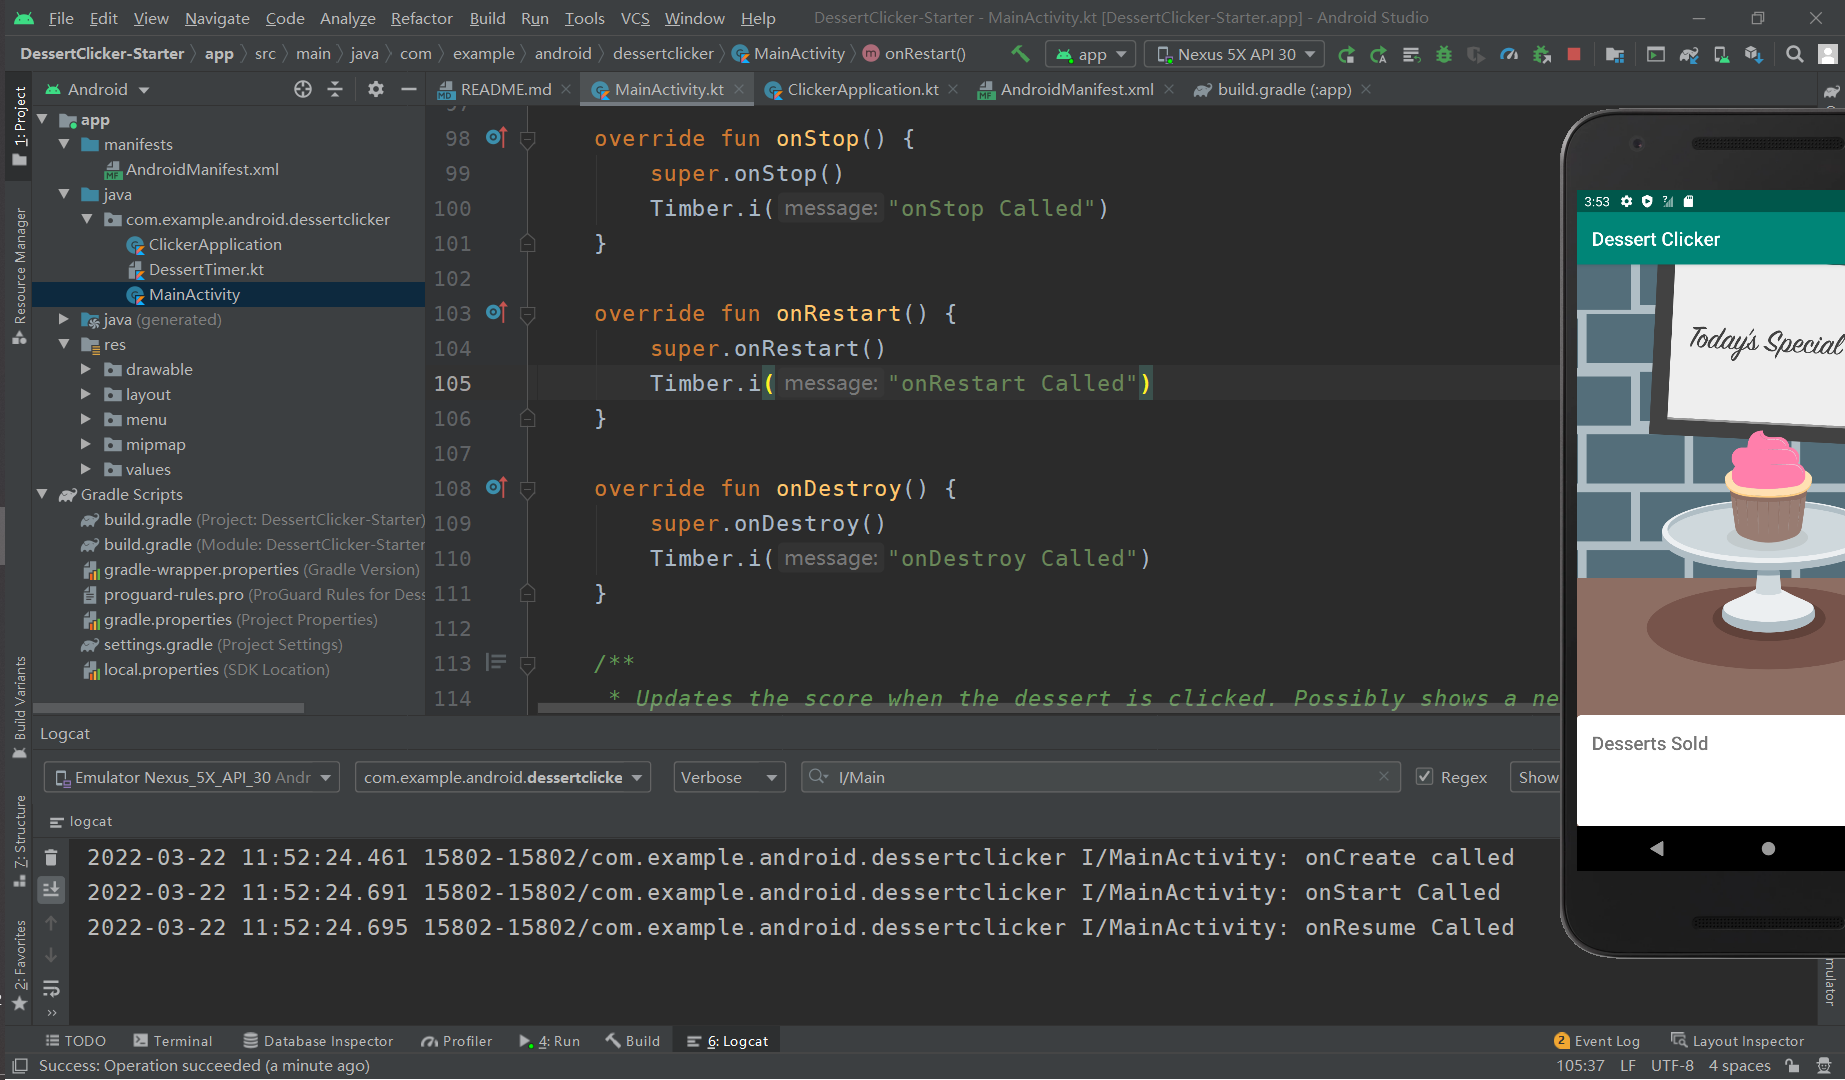 File Edit View Navigate Code Analyze Refactor Build Run Tools VCS Window Help DessertClicker-Starter - MainActivity.kt [DessertClicker-Starter.app] - Android Studio
DessertClicker-Starter app src main java com example android dessertclicker MainActivity onRestart() app Nexus 5X API 30
1: Project
Resource Manager
Build Variants
7: Structure
2: Favorites
Android
app
manifests
AndroidManifest.xml
java
com.example.android.dessertclicker
ClickerApplication
DessertTimer.kt
MainActivity
java (generated)
res
drawable
layout
menu
mipmap
values
Gradle Scripts
build.gradle (Project: DessertClicker-Starter)
build.gradle (Module: DessertClicker-Starter
gradle-wrapper.properties (Gradle Version)
proguard-rules.pro (ProGuard Rules for Dess
gradle.properties (Project Properties)
settings.gradle (Project Settings)
local.properties (SDK Location)
README.md MainActivity.kt ClickerApplication.kt AndroidManifest.xml build.gradle (:app)
98 override fun onStop() {
99 super.onStop()
100 Timber.i( message: "onStop Called")
101 }
102
103 override fun onRestart() {
104 super.onRestart()
105 Timber.i( message: "onRestart Called")
106 }
107
108 override fun onDestroy() {
109 super.onDestroy()
110 Timber.i( message: "onDestroy Called")
111 }
112
113 /**
114 * Updates the score when the dessert is clicked. Possibly shows a ne
3:53
Dessert Clicker
Today's Special
Desserts Sold
Logcat
Emulator Nexus_5X_API_30 Andr com.example.android.dessertclicke Verbose I/Main Regex Show
logcat
2022-03-22 11:52:24.461 15802-15802/com.example.android.dessertclicker I/MainActivity: onCreate called
2022-03-22 11:52:24.691 15802-15802/com.example.android.dessertclicker I/MainActivity: onStart Called
2022-03-22 11:52:24.695 15802-15802/com.example.android.dessertclicker I/MainActivity: onResume Called
mulator
TODO Terminal Database Inspector Profiler 4: Run Build 6: Logcat 2 Event Log Layout Inspector
Success: Operation succeeded (a minute ago) 105:37 LF UTF-8 4 spaces